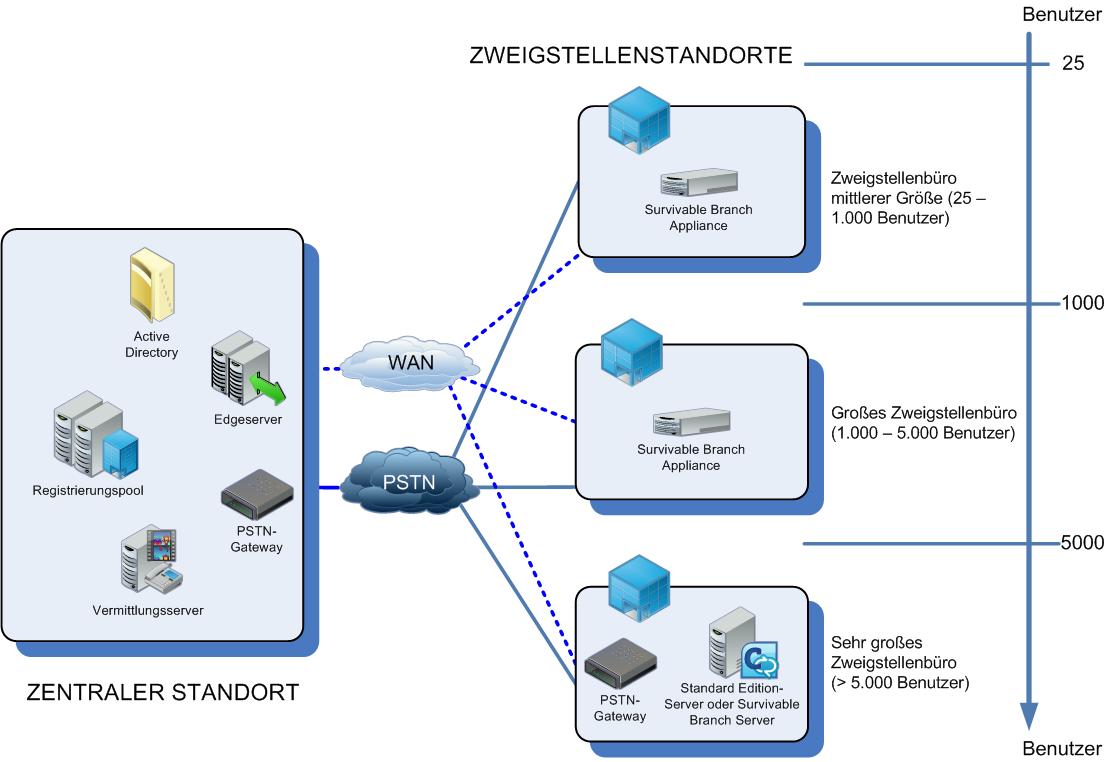 Benutzer
ZWEIGSTELLENSTANDORTE
25
Survivable Branch
Appliance
Zweigstellenbüro
mittlerer Größe (25 –
1.000 Benutzer)
1000
Active
Directory
Edgeserver
Registrierungspool
PSTN-
Gateway
Vermittlungsserver
ZENTRALER STANDORT
WAN
PSTN
Survivable Branch
Appliance
Großes Zweigstellenbüro
(1.000 – 5.000 Benutzer)
5000
PSTN-
Gateway
Standard Edition-
Server oder Survivable
Branch Server
Sehr großes
Zweigstellenbüro
(> 5.000 Benutzer)
Benutzer